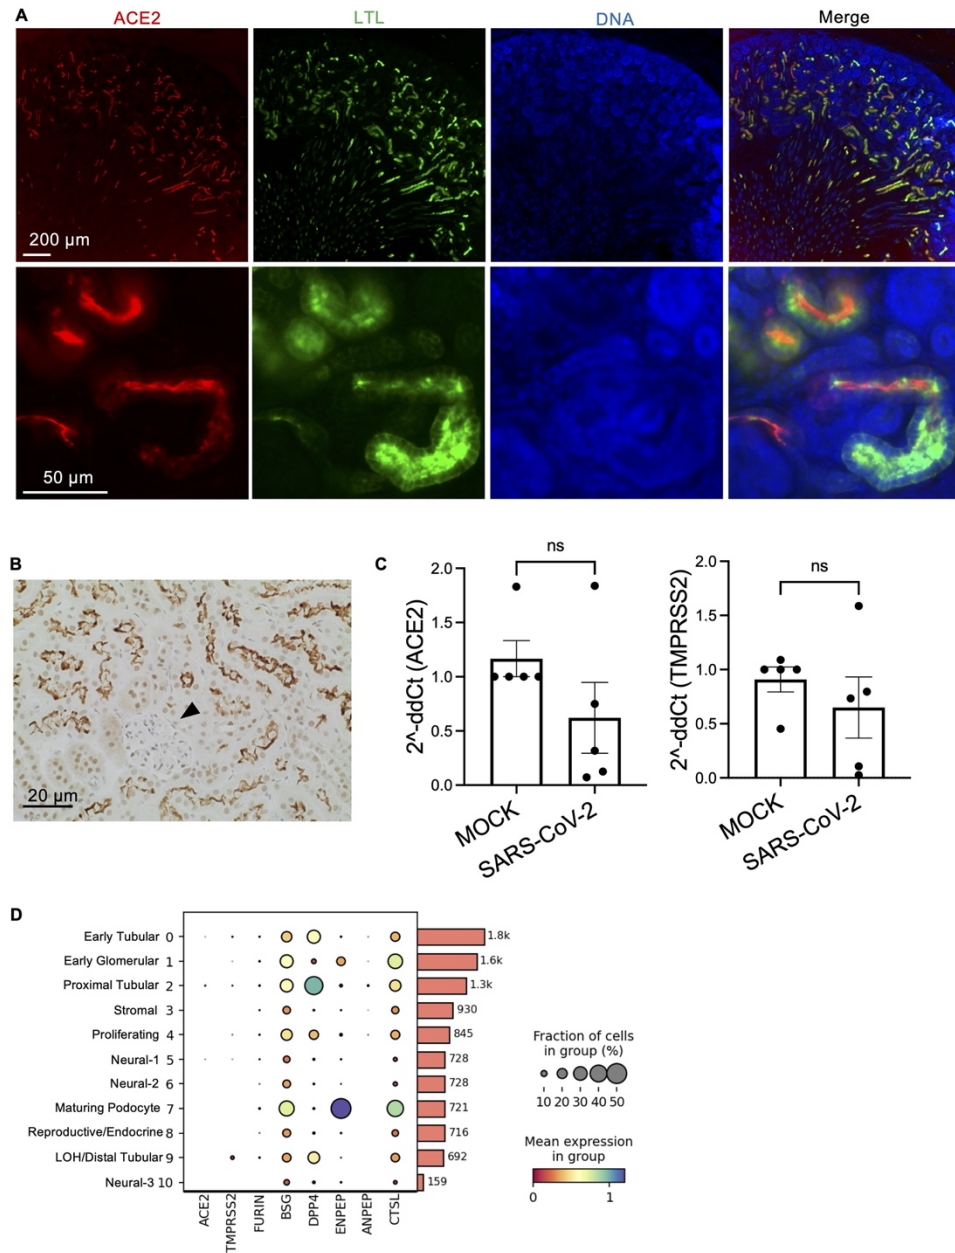 A
ACE2 LTL DNA Merge
200 µm
50 µm
B
20 µm
C
ns
2^-ddCt (ACE2)
2.0
1.5
1.0
0.5
0.0
MOCK
SARS-CoV-2
ns
2^-ddCt (TMPRSS2)
2.0
1.5
1.0
0.5
0.0
MOCK
SARS-CoV-2
D
Early Tubular 0 1.8k
Early Glomerular 1 1.6k
Proximal Tubular 2 1.3k
Stromal 3 930
Proliferating 4 845
Neural-1 5 728
Neural-2 6 728
Maturing Podocyte 7 721
Reproductive/Endocrine 8 716
LOH/Distal Tubular 9 692
Neural-3 10 159
ACE2 TMPRSS2 FURIN BSG DPP4 ENPEP ANPEP CTSL
Fraction of cells
in group (%)
10 20 30 40 50
Mean expression
in group
0 1